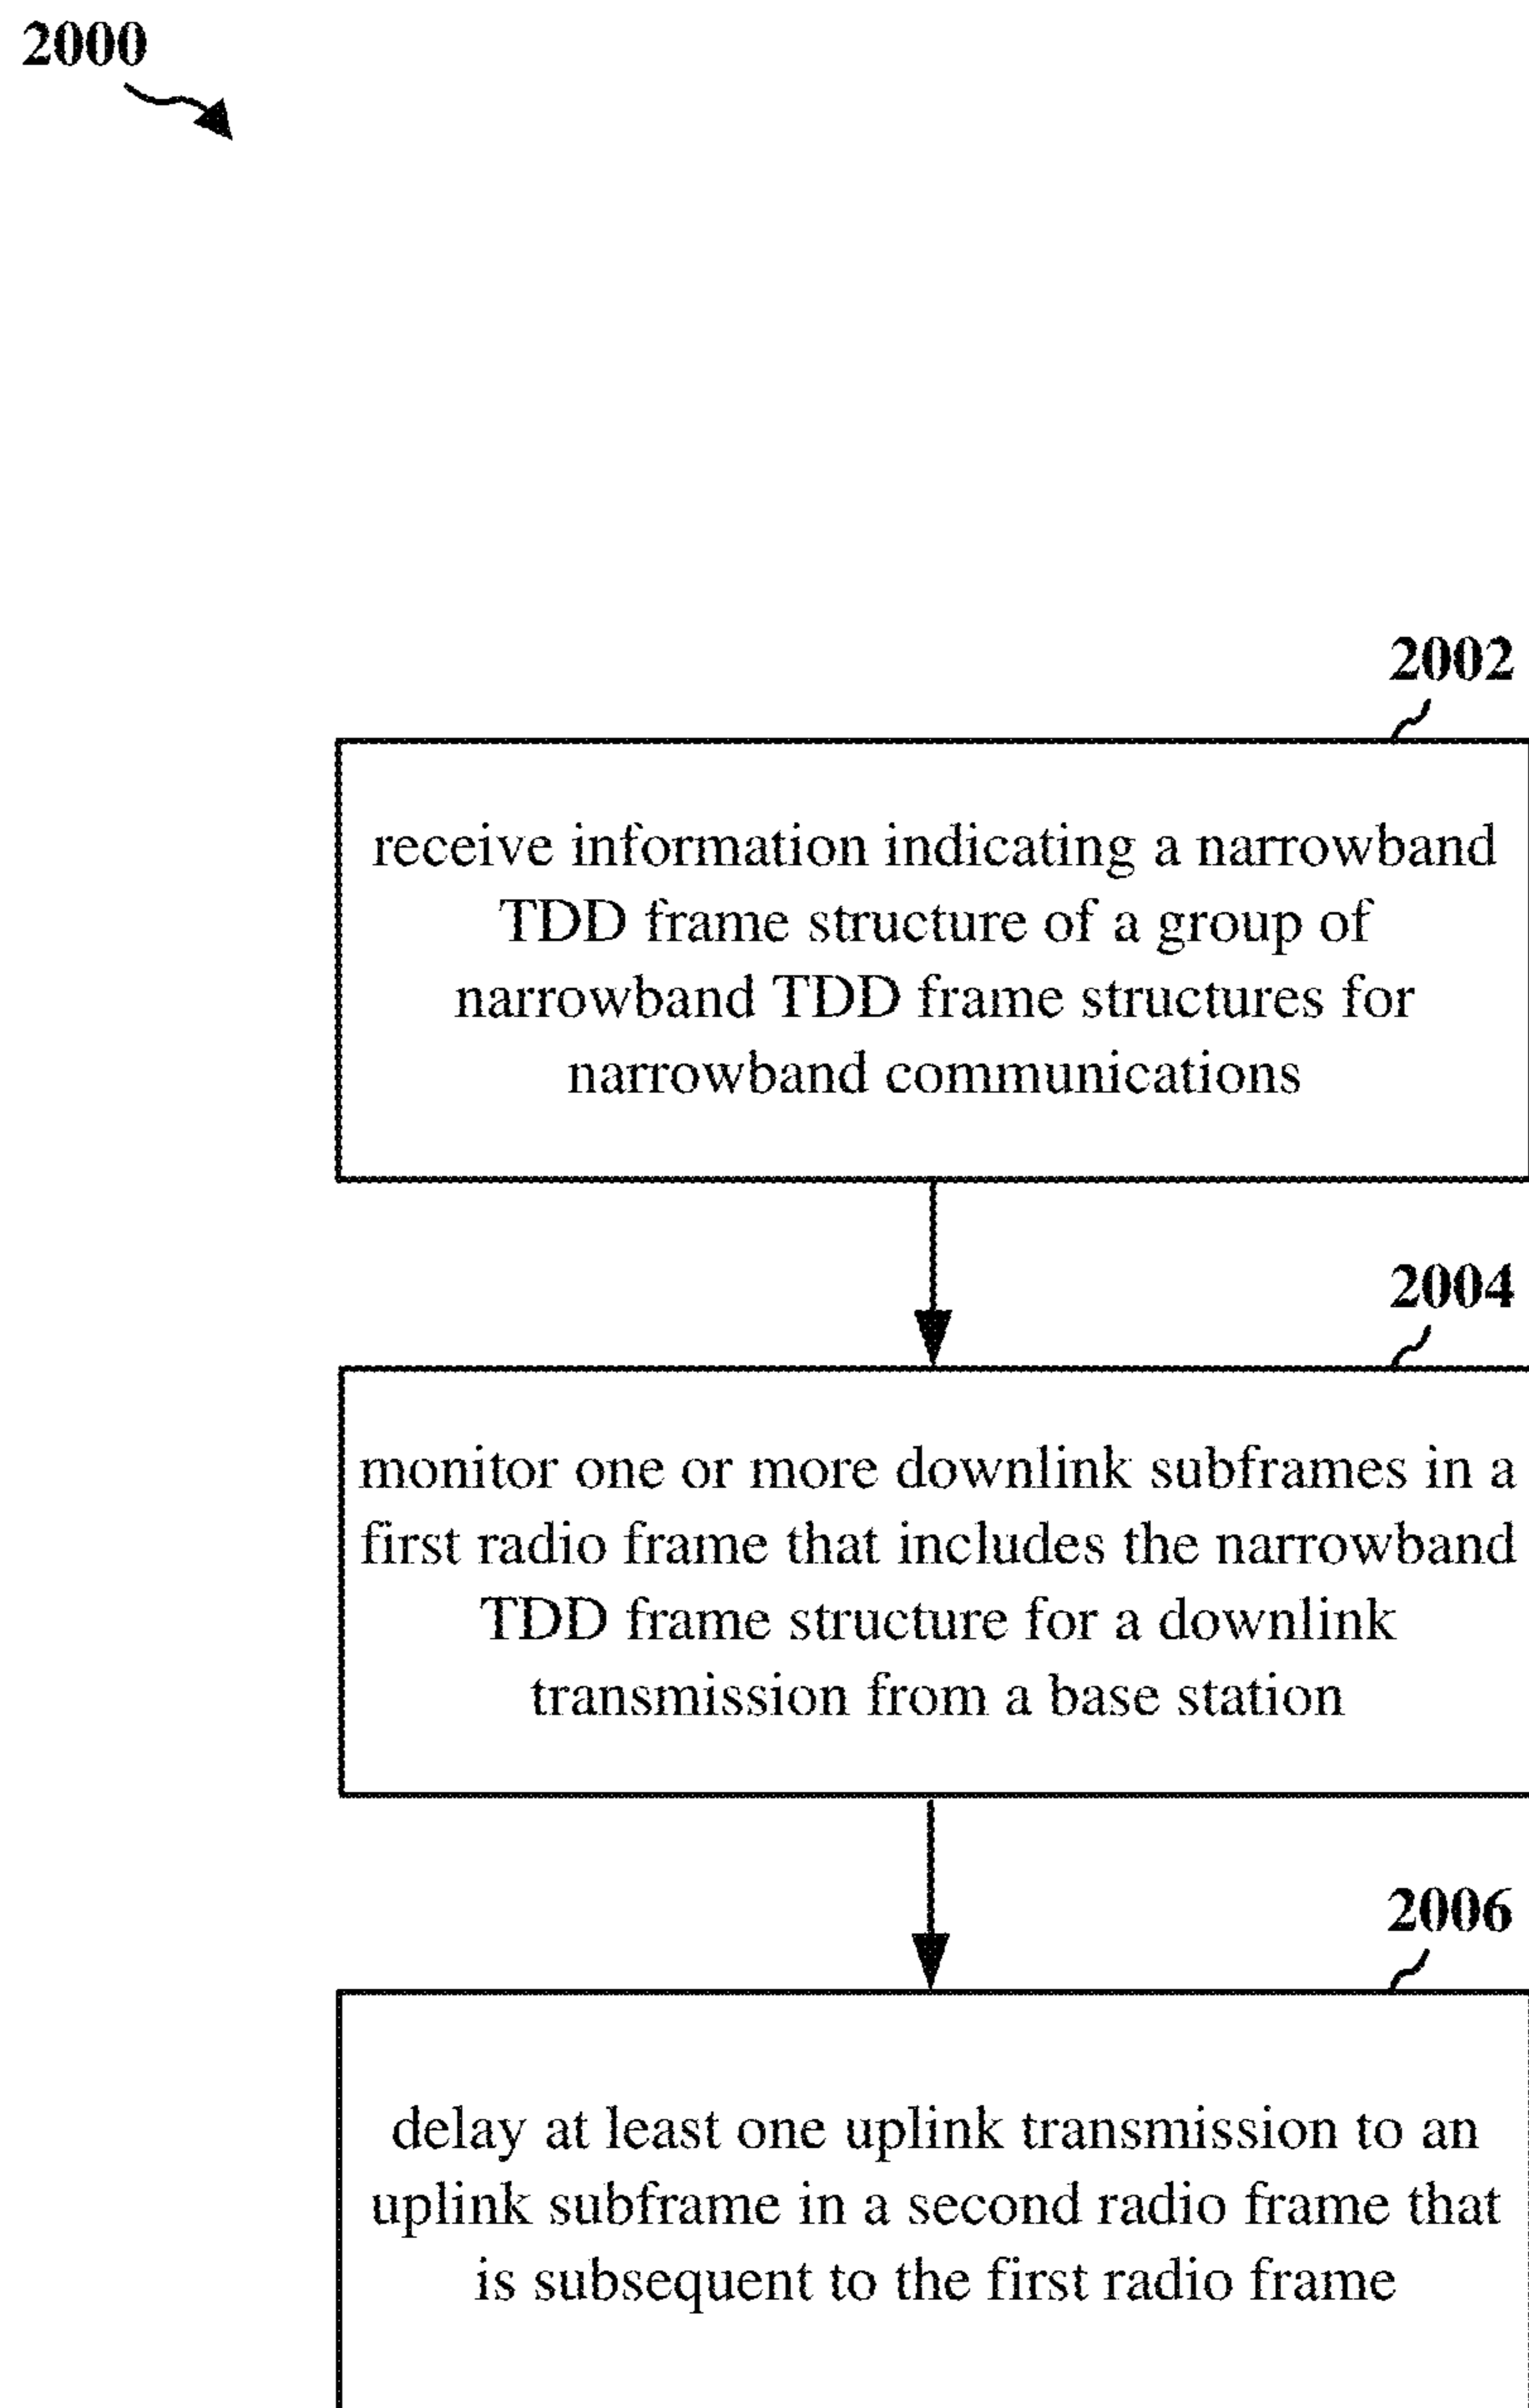 2000
2002
receive information indicating a narrowband
TDD frame structure of a group of
narrowband TDD frame structures for
narrowband communications
2004
monitor one or more downlink subframes in a
first radio frame that includes the narrowband
TDD frame structure for a downlink
transmission from a base station
2006
delay at least one uplink transmission to an
uplink subframe in a second radio frame that
is subsequent to the first radio frame